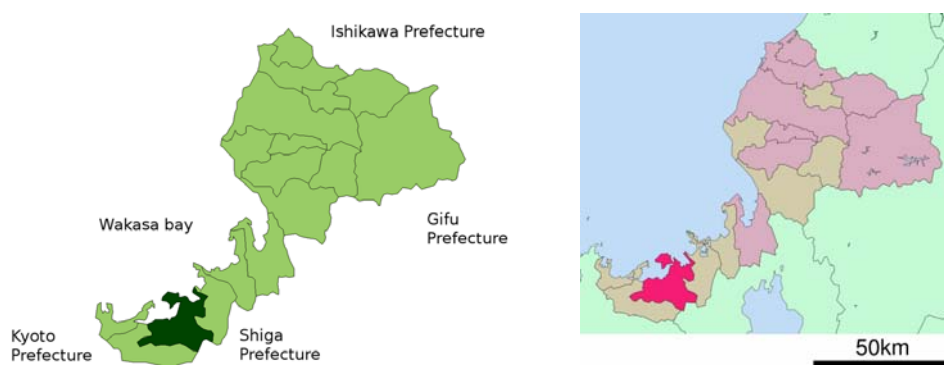 Ishikawa Prefecture
Wakasa bay
Gifu
Prefecture
Kyoto
Prefecture
Shiga
Prefecture
50km